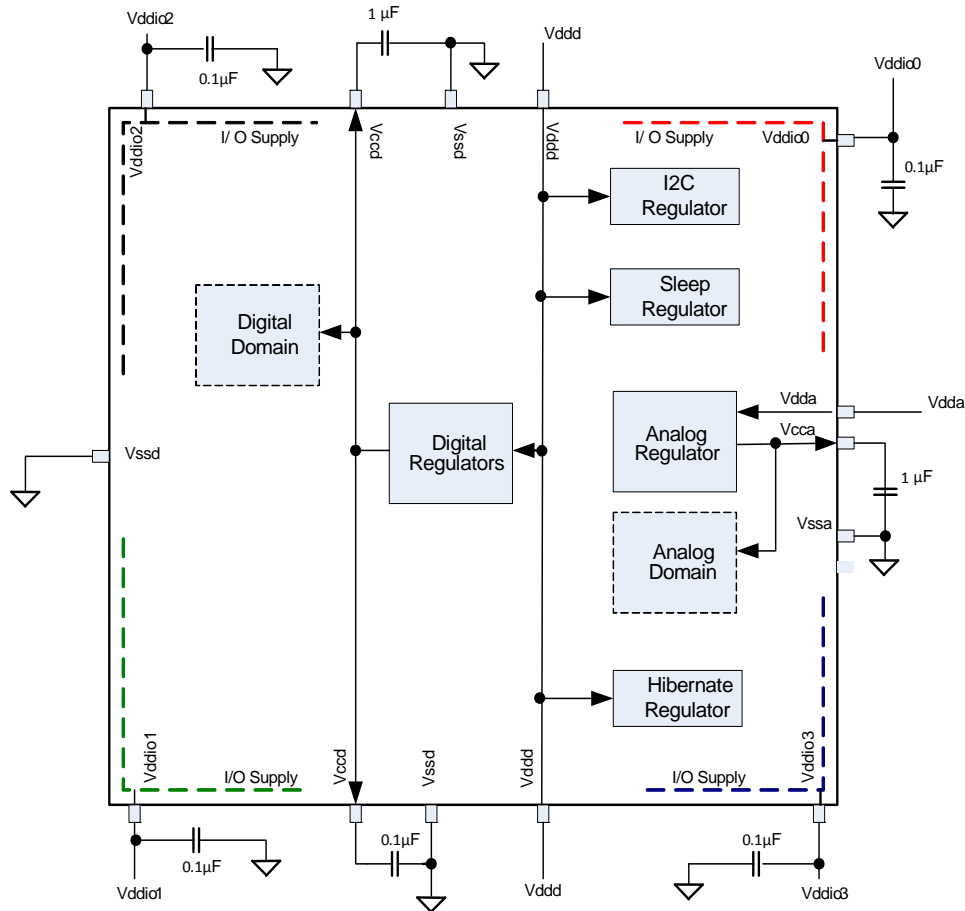 Vddio2
1 µF
Vddd
0.1µF
Vddio0
0.1µF
Vddio2
I/ O Supply
Vccd
Vssd
Vddd
I/ O Supply
Vddio0
I2C
Regulator
Sleep
Regulator
Digital
Domain
Vdda
Vdda
Vcca
Digital
Regulators
Analog
Regulator
Vssd
1 µF
Vssa
Analog
Domain
Hibernate
Regulator
Vddio1
I/O Supply
Vccd
Vssd
Vddd
I/O Supply
Vddio3
0.1µF
0.1µF
0.1µF
Vddio1
Vddd
Vddio3